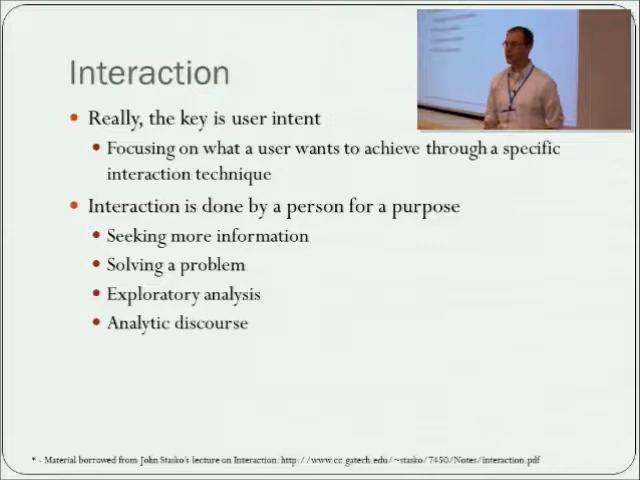 Interaction
Really, the key is user intent
Focusing on what a user wants to achieve through a specific
interaction technique
Interaction is done by a person for a purpose
Seeking more information
Solving a problem
Exploratory analysis
Analytic discourse
* - Material borrowed from John Stasko's lecture on Interaction: http://www.cc.gatech.edu/~stasko/7450/Notes/interaction.pdf